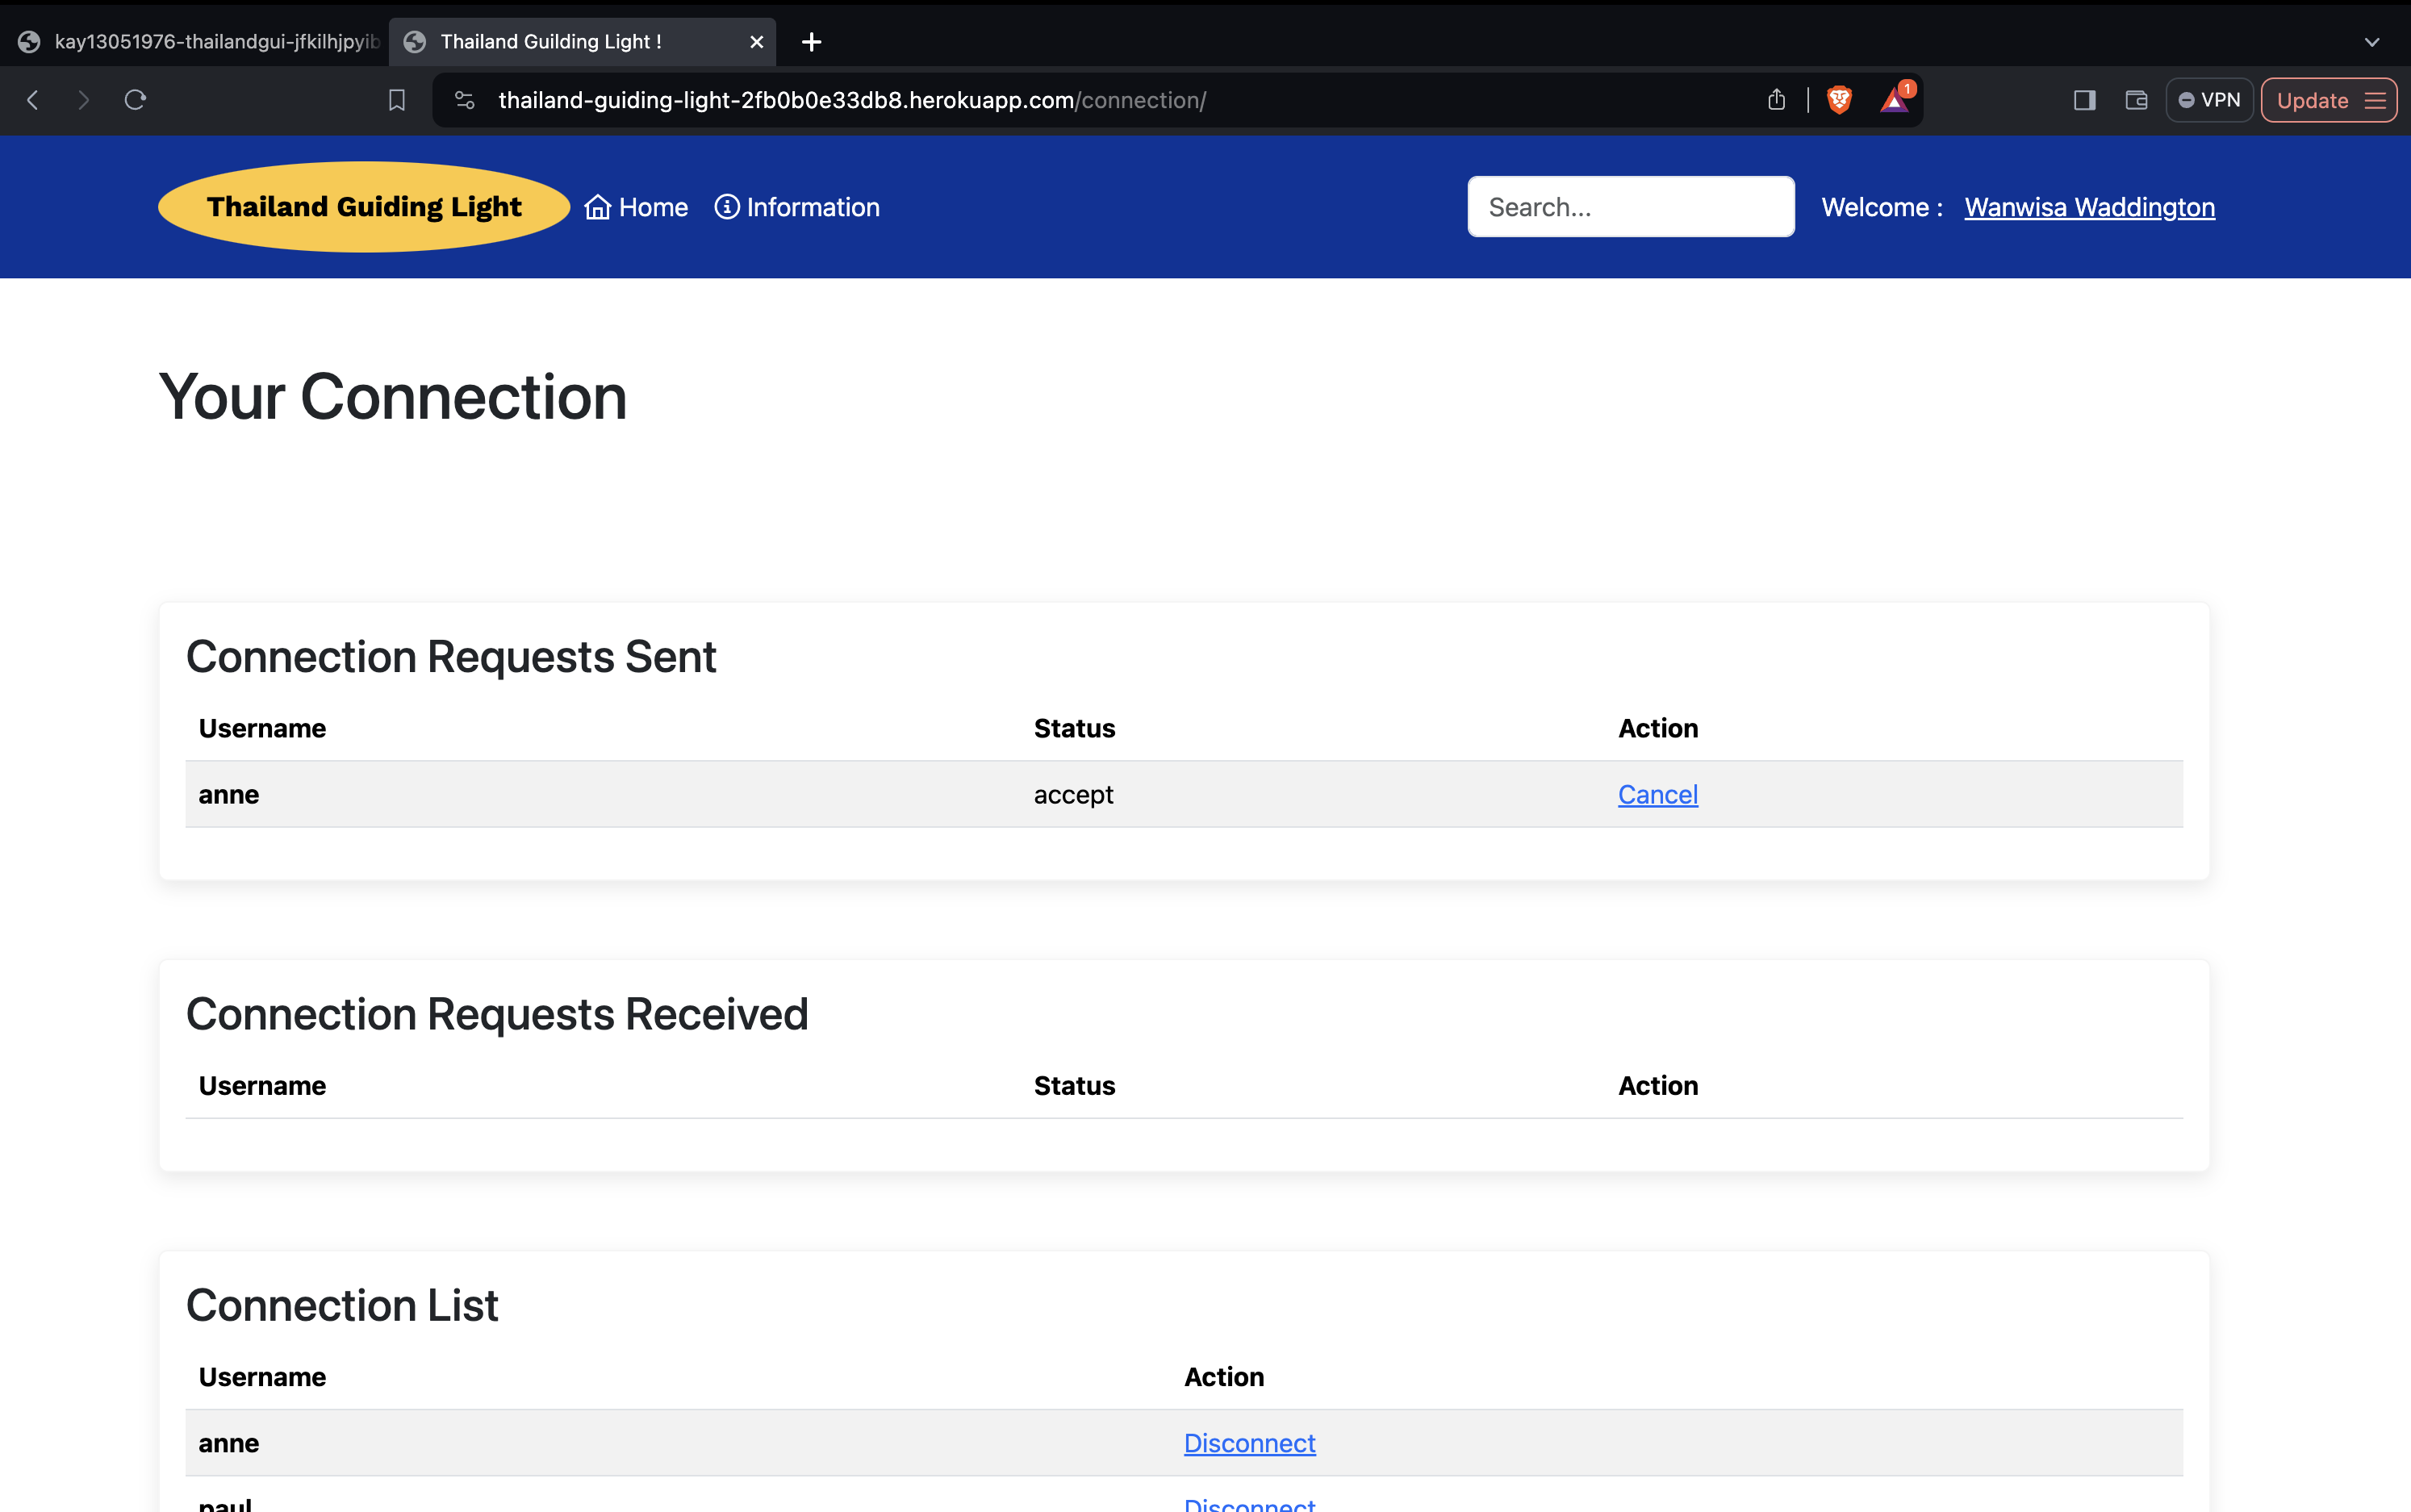 kay13051976-thailandgui-jfkilhjpyib
Thailand Guilding Light !
thailand-guiding-light-2fb0b0e33db8.herokuapp.com/connection/
1
VPN
Update
Thailand Guiding Light
Home
Information
Search...
Welcome :
Wanwisa Waddington
Your Connection
Connection Requests Sent
Username Status Action
anne accept Cancel
Connection Requests Received
Username Status Action
Connection List
Username Action
anne Disconnect
paul Disconnect